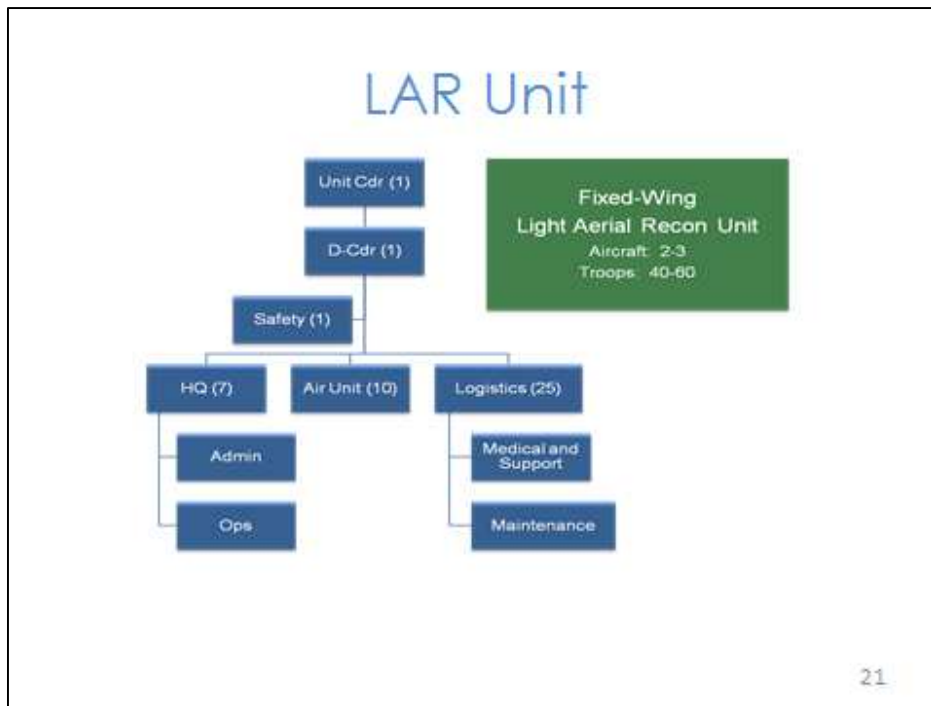 LAR Unit
Unit Cdr (1)
Fixed-Wing
Light Aerial Recon Unit
Aircraft: 2-3
Troops: 40-60
D-Cdr (1)
Safety (1)
HQ (7)
Air Unit (10)
Logistics (25)
Admin
Medical and
Support
Ops
Maintenance
21